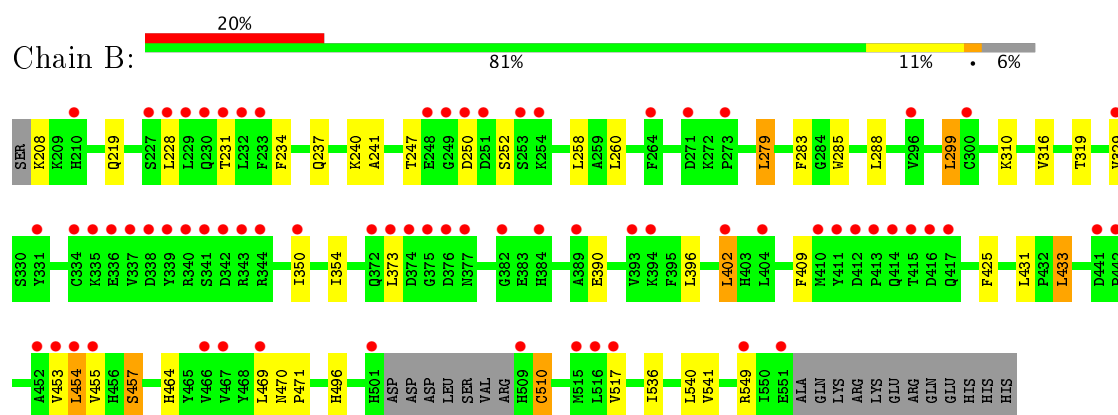 20%
Chain B:
81% 11% • 6%
SER K208 K209 H210 Q219 S227 L228 L229 Q230 T231 L232 F233 F234 Q237 K240 A241 T247 E248 Q249 D250 D251 S252 S253 K254 L258 A259 L260 F264 D271 K272 P273 L279 F283 G284 W285 L288 V296 L299 C300 K310 V316 T319
S330 Y331 C334 K335 E336 V337 D338 Y339 R340 S341 D342 R343 R344 I350 I354 Q372 L373 D374 G375 D376 N377 G382 E383 H384 A389 E390 V393 K394 F395 L396 L402 H403 L404 F409 M410 Y411 D412 P413 Q414 T415 D416 Q417 F425 L431 P432 L433 D441
A452 V453 L454 V455 H456 S457 H464 Y465 V466 V467 Y468 L469 N470 P471 H496 H501 ASP ASP ASP LEU SER VAL ARG H509 C510 M515 L516 V517 I536 L540 V541 R549 I550 E551 ALA GLN LYS ARG LYS GLU ARG GLN GLU HIS HIS HIS